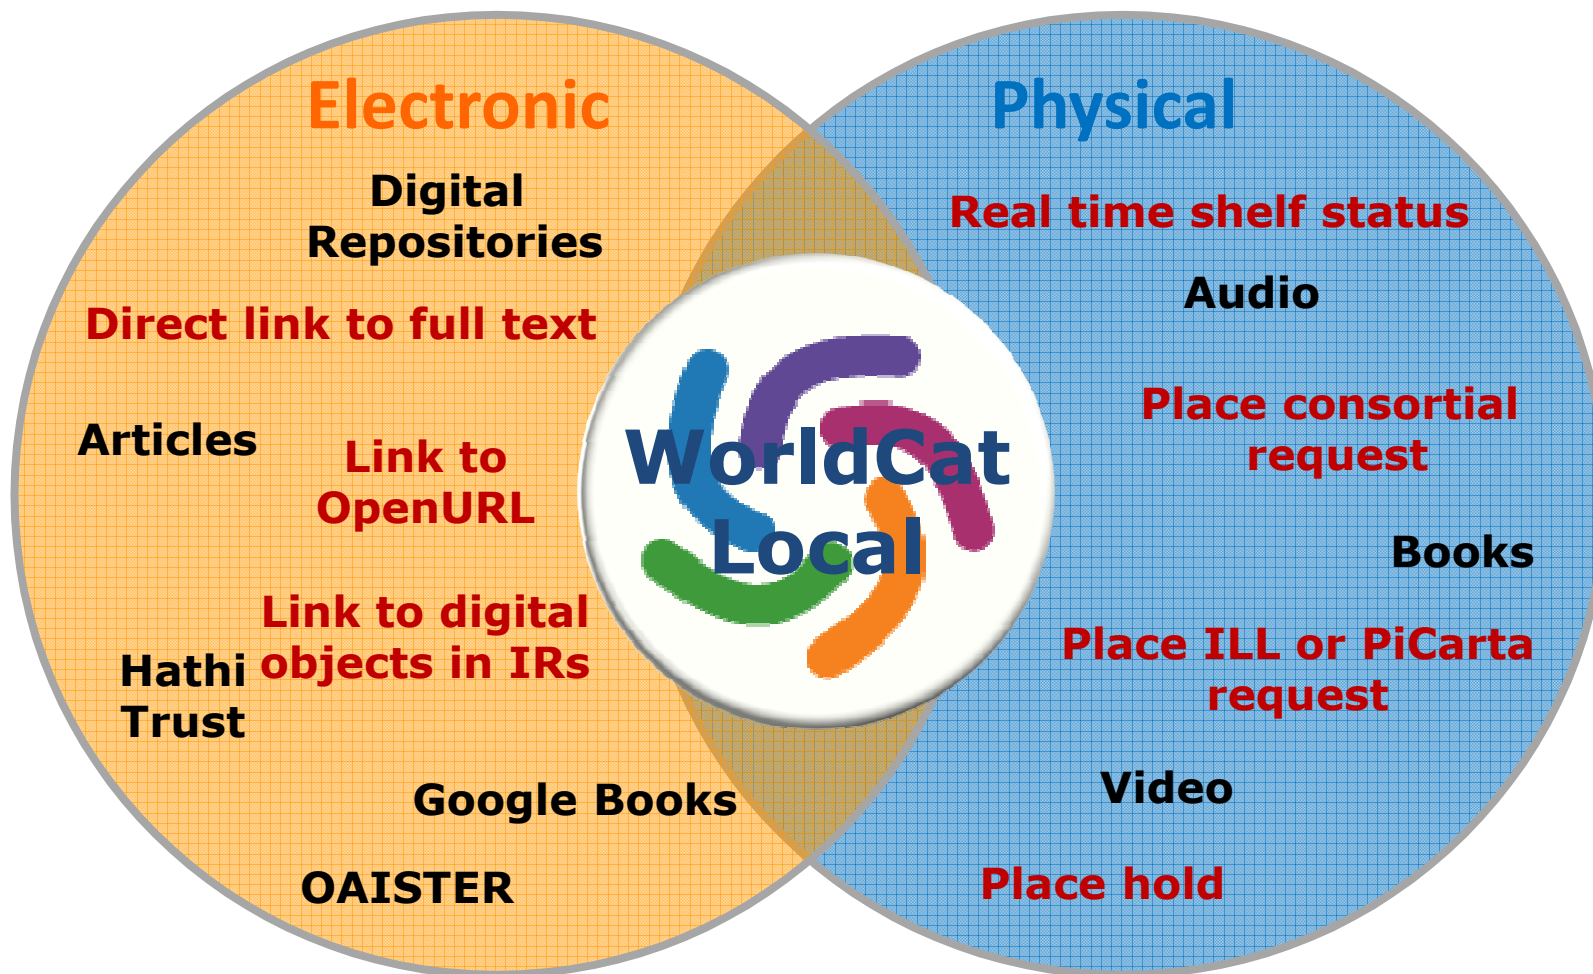 Electronic
Digital
Repositories
Direct link to full text
Articles
Link to
OpenURL
Link to digital
objects in IRs
Hathi
Trust
Google Books
OAISTER
WorldCat
Local
Physical
Real time shelf status
Audio
Place consortial
request
Books
Place ILL or PiCarta
request
Video
Place hold